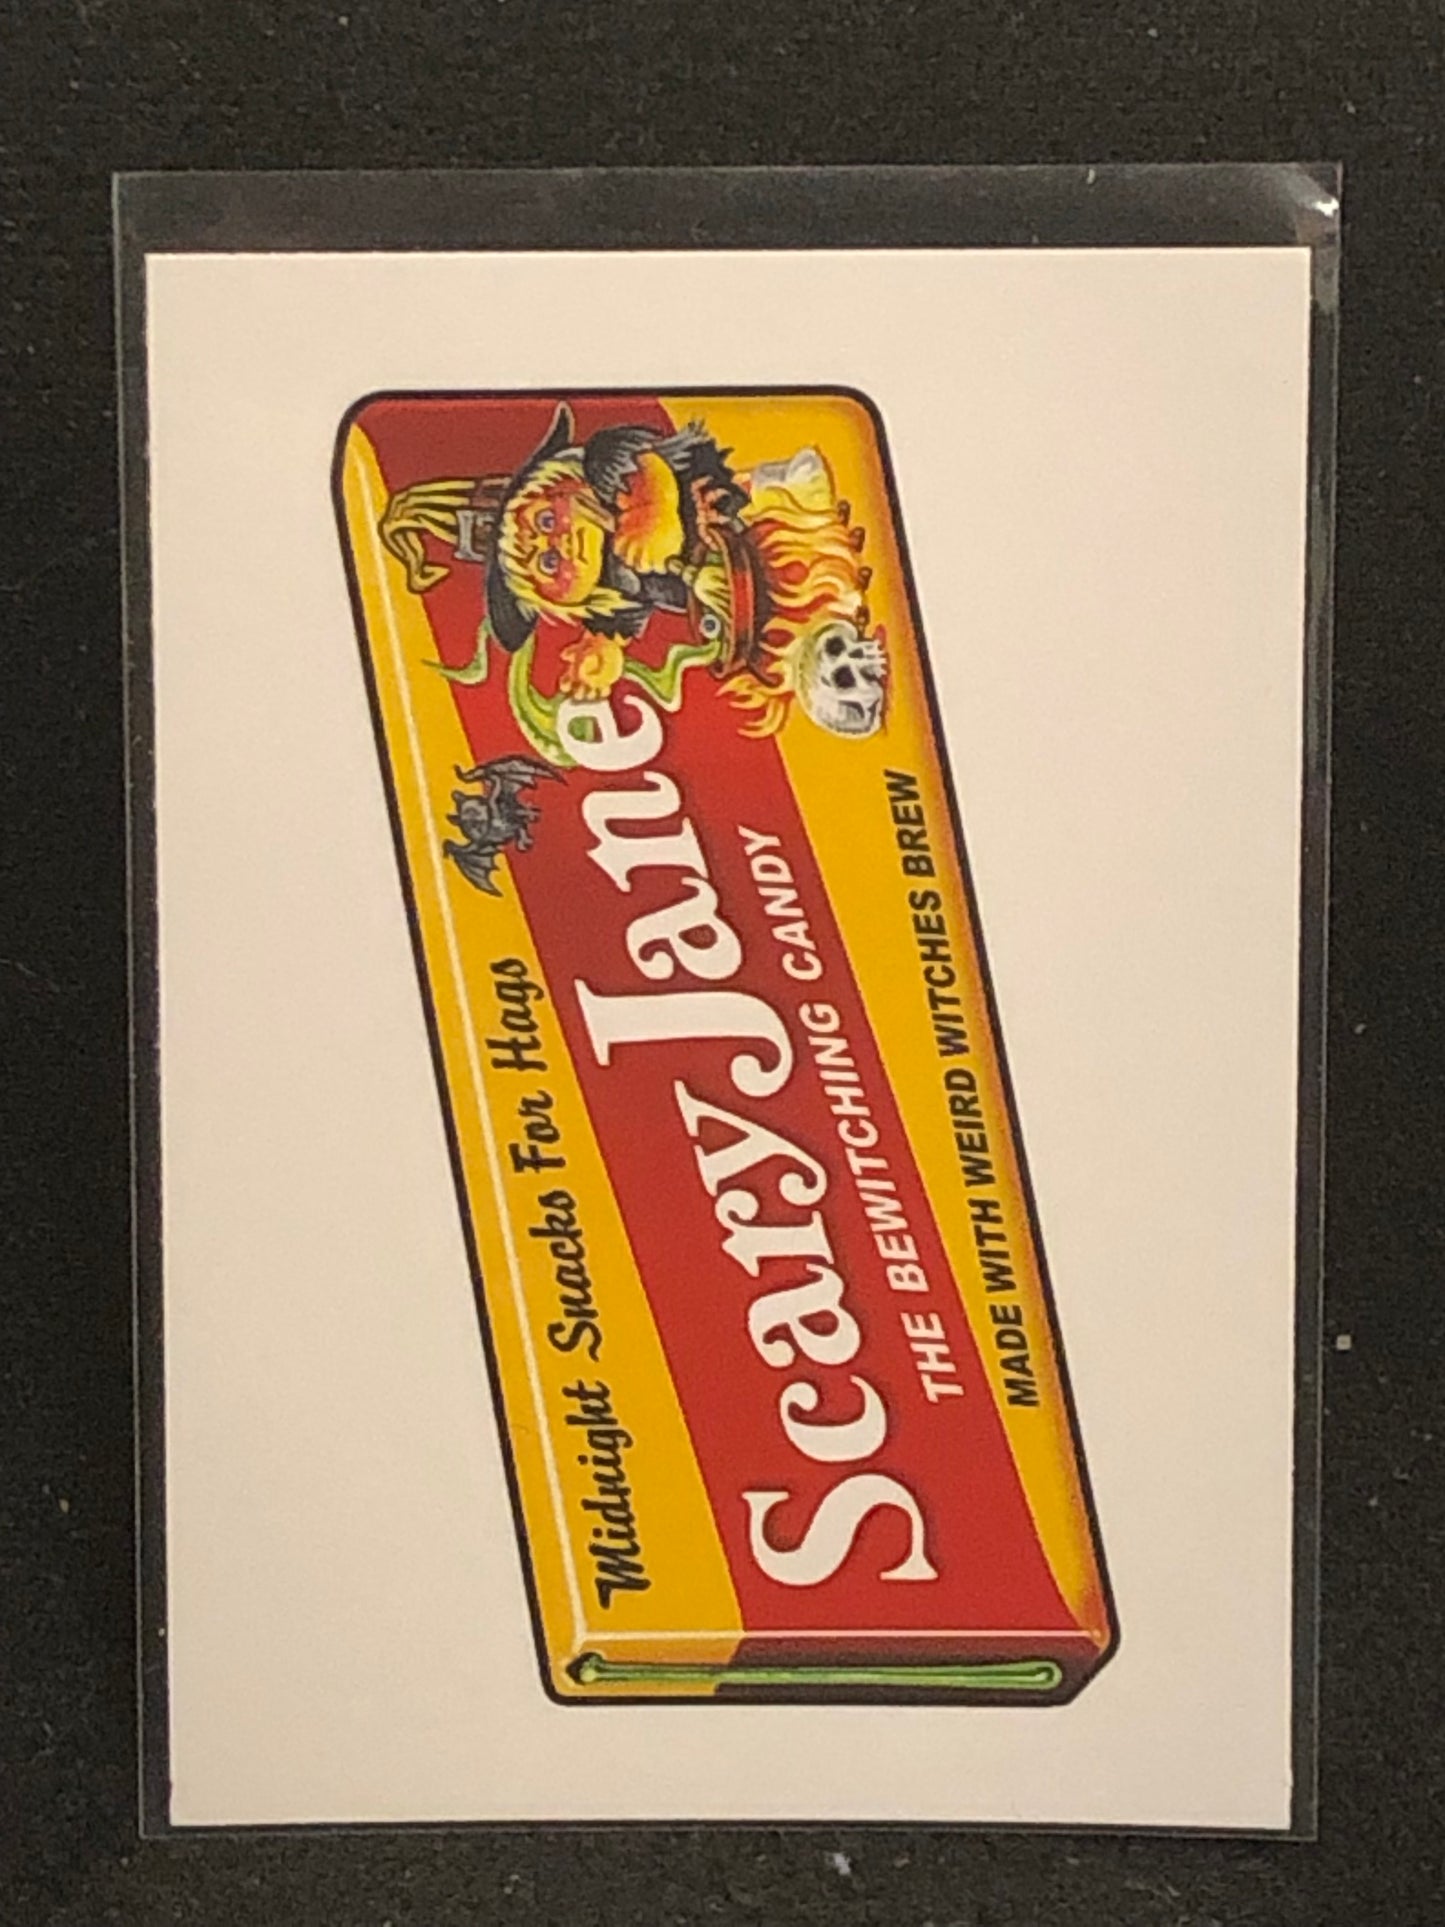 Midnight Snacks For Hags
Scary Jane
THE BEWITCHING CANDY
MADE WITH WEIRD WITCHES BREW